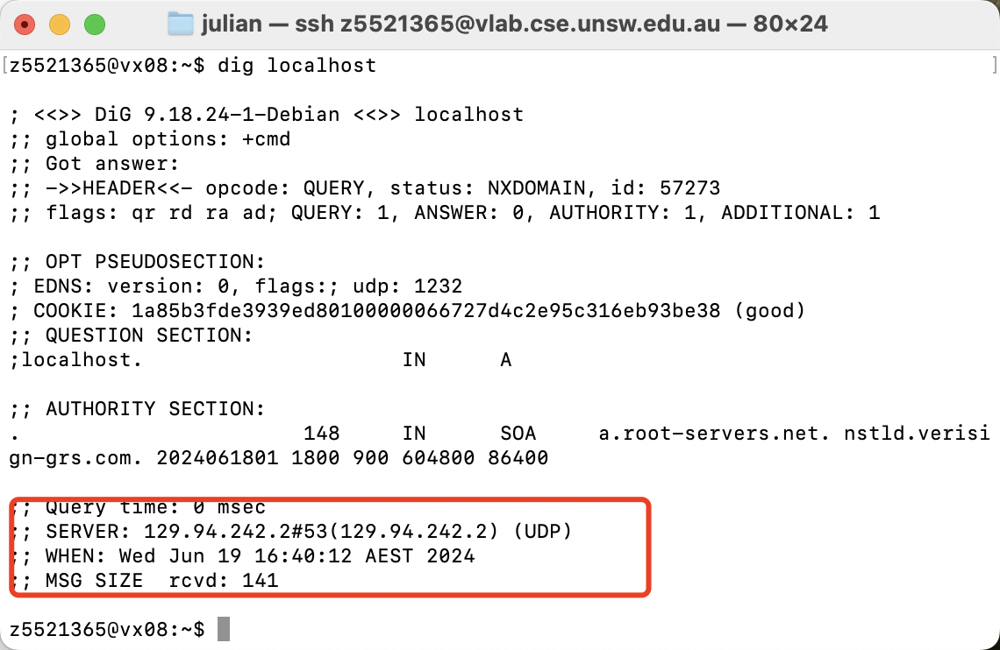 julian — ssh z5521365@vlab.cse.unsw.edu.au — 80×24
[z5521365@vx08:~$ dig localhost ]
; <<>> DiG 9.18.24-1-Debian <<>> localhost
;; global options: +cmd
;; Got answer:
;; ->>HEADER<<- opcode: QUERY, status: NXDOMAIN, id: 57273
;; flags: qr rd ra ad; QUERY: 1, ANSWER: 0, AUTHORITY: 1, ADDITIONAL: 1
;; OPT PSEUDOSECTION:
; EDNS: version: 0, flags:; udp: 1232
; COOKIE: 1a85b3fde3939ed80100000066727d4c2e95c316eb93be38 (good)
;; QUESTION SECTION:
;localhost. IN A
;; AUTHORITY SECTION:
. 148 IN SOA a.root-servers.net. nstld.verisi
gn-grs.com. 2024061801 1800 900 604800 86400
;; Query time: 0 msec
;; SERVER: 129.94.242.2#53(129.94.242.2) (UDP)
;; WHEN: Wed Jun 19 16:40:12 AEST 2024
;; MSG SIZE  rcvd: 141
z5521365@vx08:~$